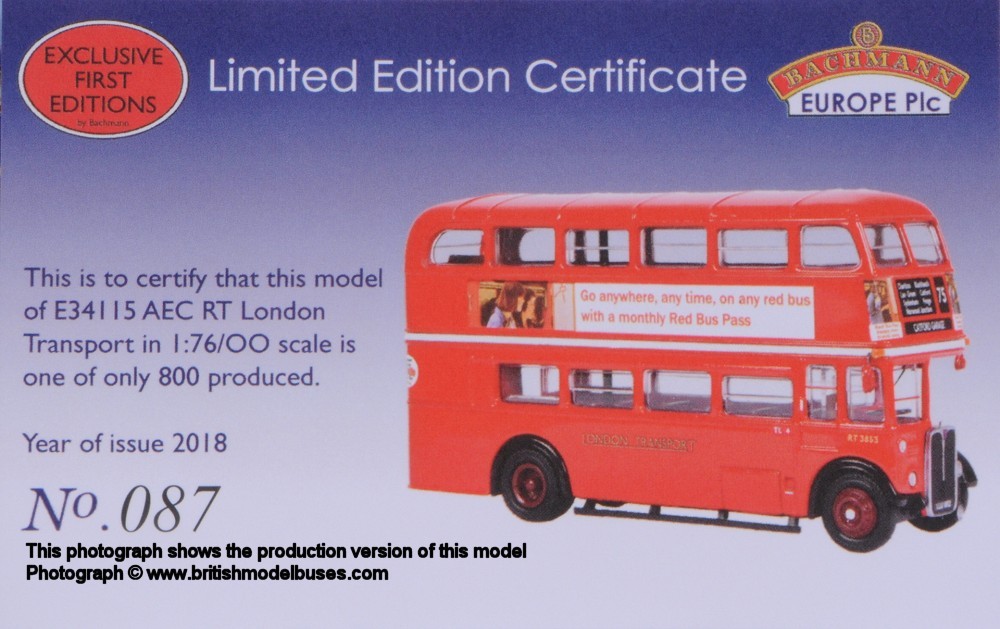 EXCLUSIVE
FIRST
EDITIONS
by Bachmann
Limited Edition Certificate
B
BACHMANN
EUROPE Plc
This is to certify that this model
of E34115 AEC RT London
Transport in 1:76/OO scale is
one of only 800 produced.
Year of issue 2018
No. 087
Go anywhere, any time, on any red bus
with a monthly Red Bus Pass
75
CATFORD GARAGE
LONDON TRANSPORT
TL
This photograph shows the production version of this model
Photograph © www.britishmodelbuses.com